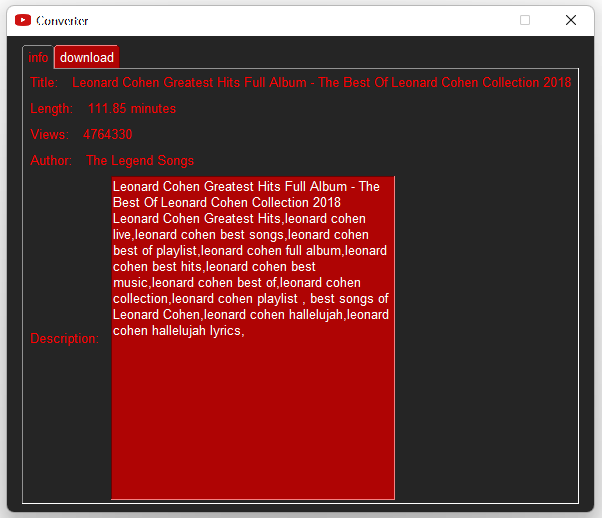 Converter
info download
Title: Leonard Cohen Greatest Hits Full Album - The Best Of Leonard Cohen Collection 2018
Length: 111.85 minutes
Views: 4764330
Author: The Legend Songs
Description:
Leonard Cohen Greatest Hits Full Album - The
Best Of Leonard Cohen Collection 2018
Leonard Cohen Greatest Hits,leonard cohen
live,leonard cohen best songs,leonard cohen
best of playlist,leonard cohen full album,leonard
cohen best hits,leonard cohen best
music,leonard cohen best of,leonard cohen
collection,leonard cohen playlist , best songs of
Leonard Cohen,leonard cohen hallelujah,leonard
cohen hallelujah lyrics,